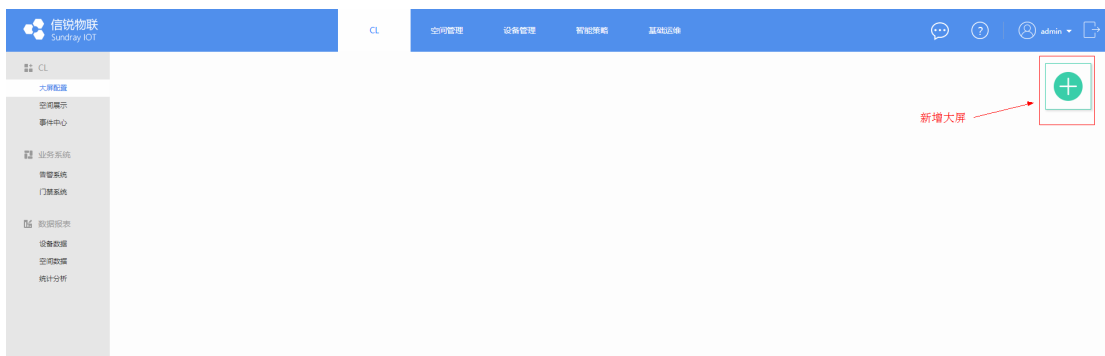 信锐物联
Sundray IOT
CL
空间管理
设备管理
智能策略
基础运维
admin
CL
大屏配置
空间展示
事件中心
新增大屏
业务系统
告警系统
门禁系统
数据报表
设备数据
空间数据
统计分析